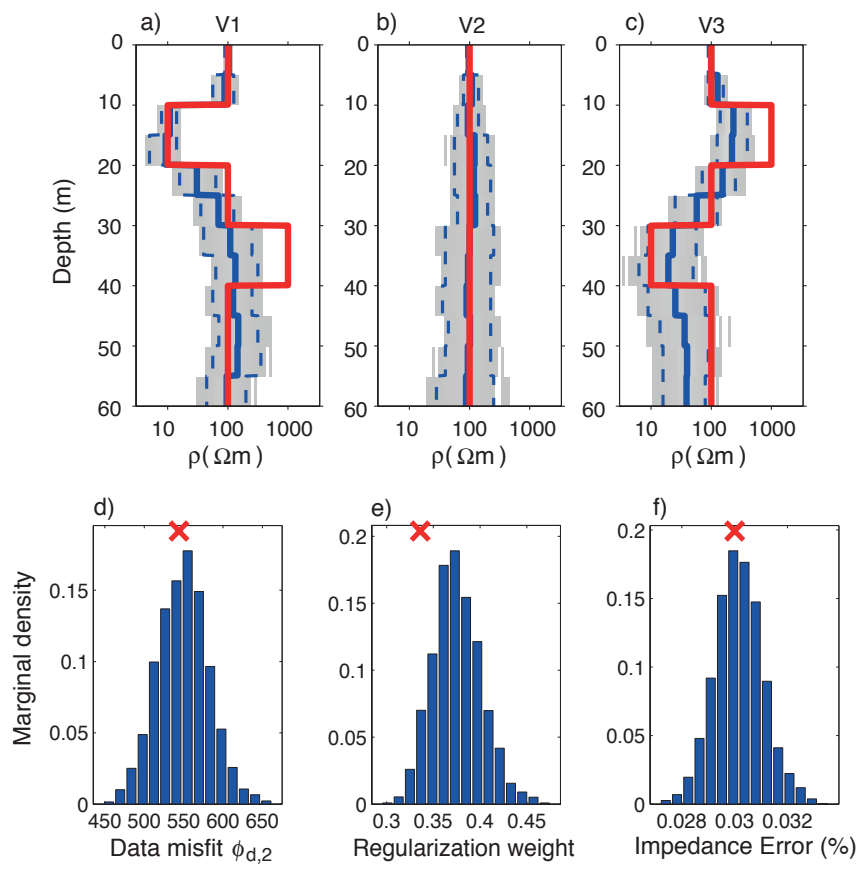 a) V1 b) V2 c) V3
0 0 0
10 10 10
20 20 20
30 30 30
40 40 40
50 50 50
60 60 60
Depth (m)
10 100 1000 10 100 1000 10 100 1000
ρ( Ωm ) ρ( Ωm ) ρ( Ωm )
d) e) f)
0.15 0.1 0.05 0
0.2 0.15 0.1 0.05 0
0.2 0.15 0.1 0.05 0
Marginal density
450 500 550 600 650 0.3 0.35 0.4 0.45 0.028 0.03 0.032
Data misfit ϕd,2 Regularization weight Impedance Error (%)